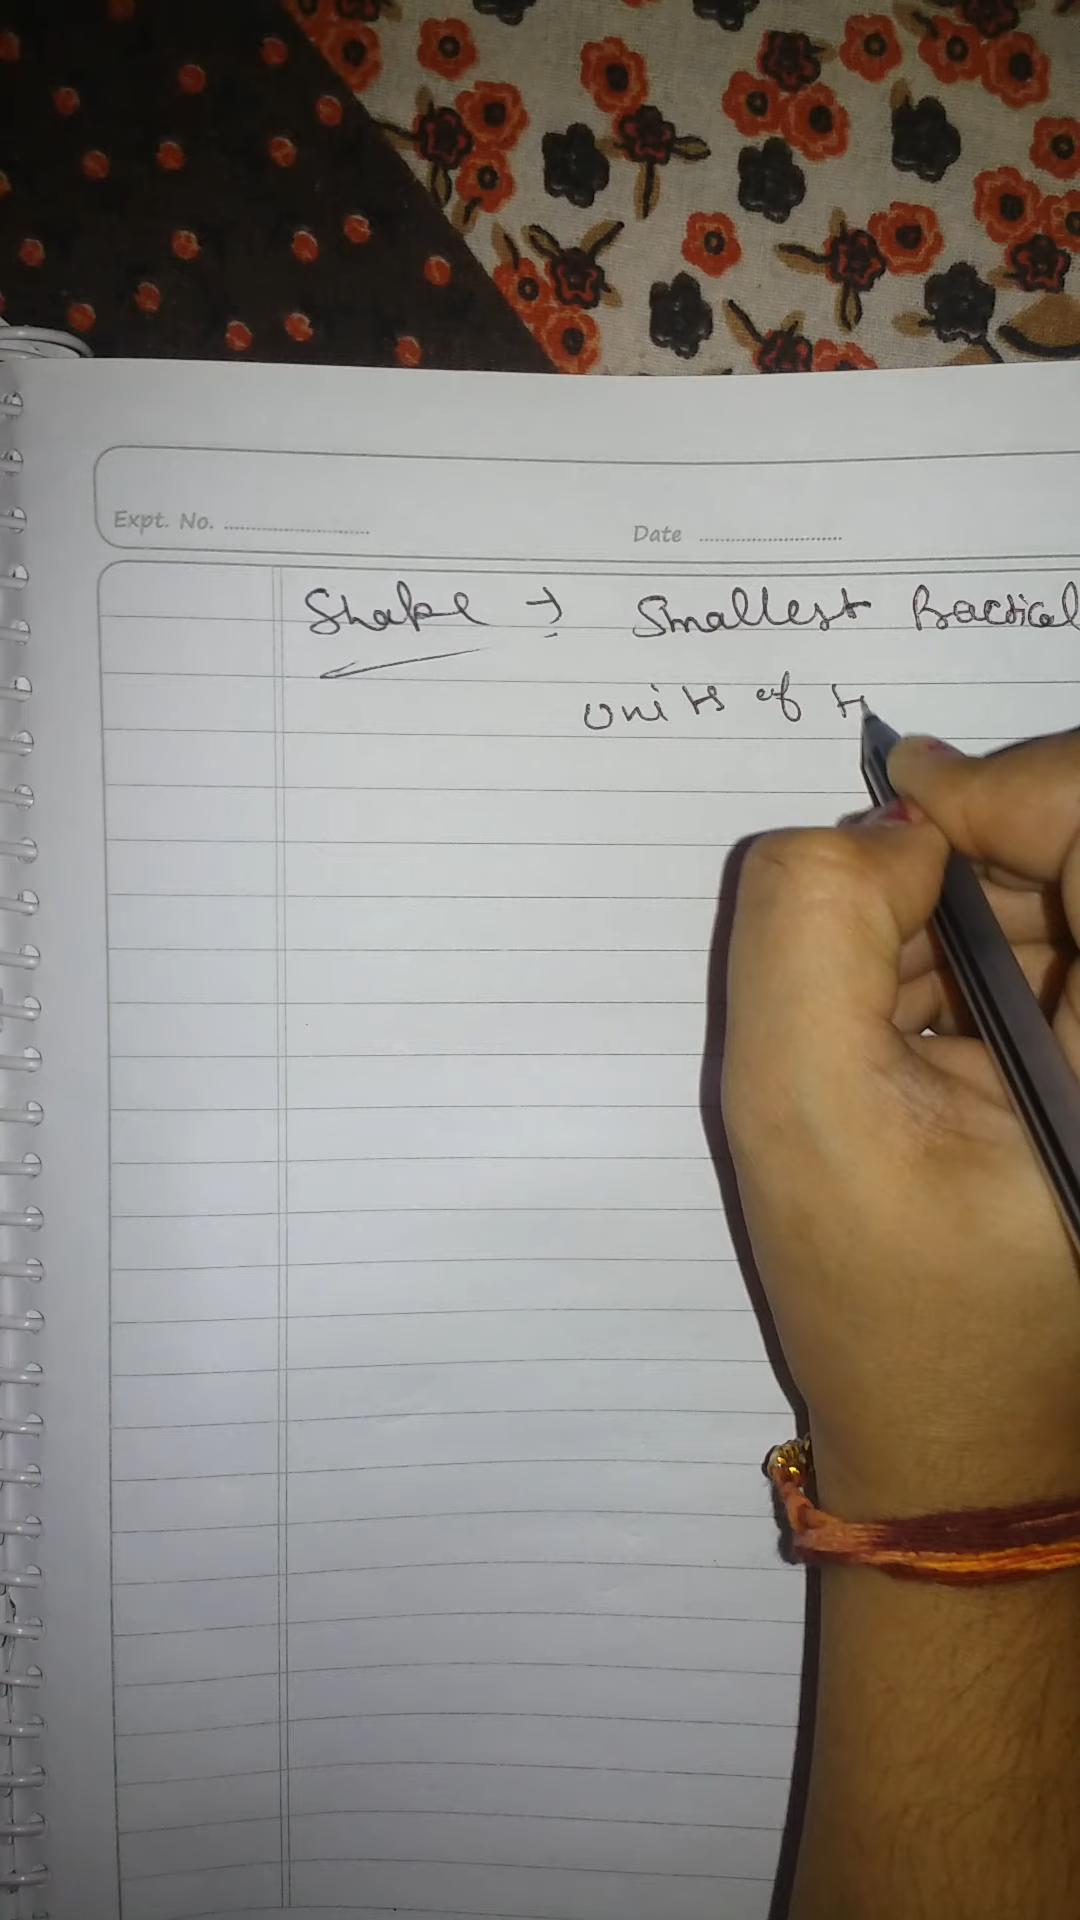 Expt. No.
Date
Shake → Smallest Practical
Units of t